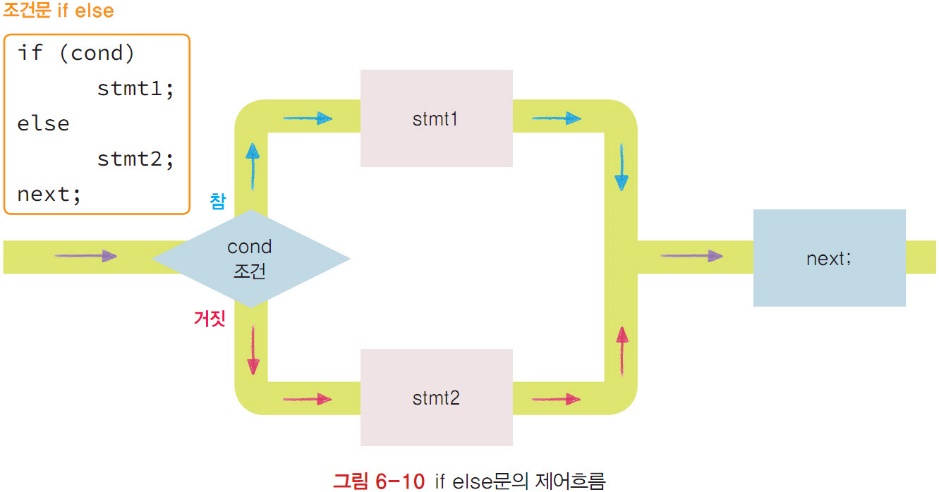 조건문 if else
if (cond)
stmt1;
else
stmt2;
next;
참
stmt1
cond
조건
next;
거짓
stmt2
그림 6-10 if else문의 제어흐름